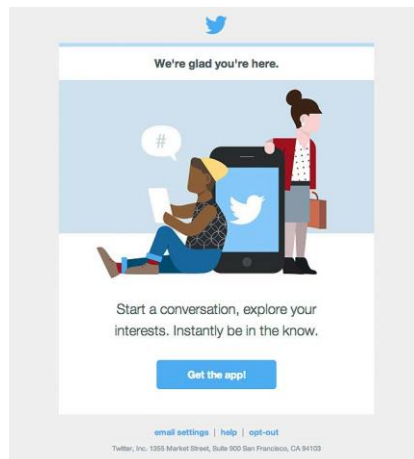 We're glad you're here.
#
Start a conversation, explore your
interests. Instantly be in the know.
Get the app!
email settings | help | opt-out
Twitter, Inc. 1355 Market Street, Suite 900 San Francisco, CA 94103